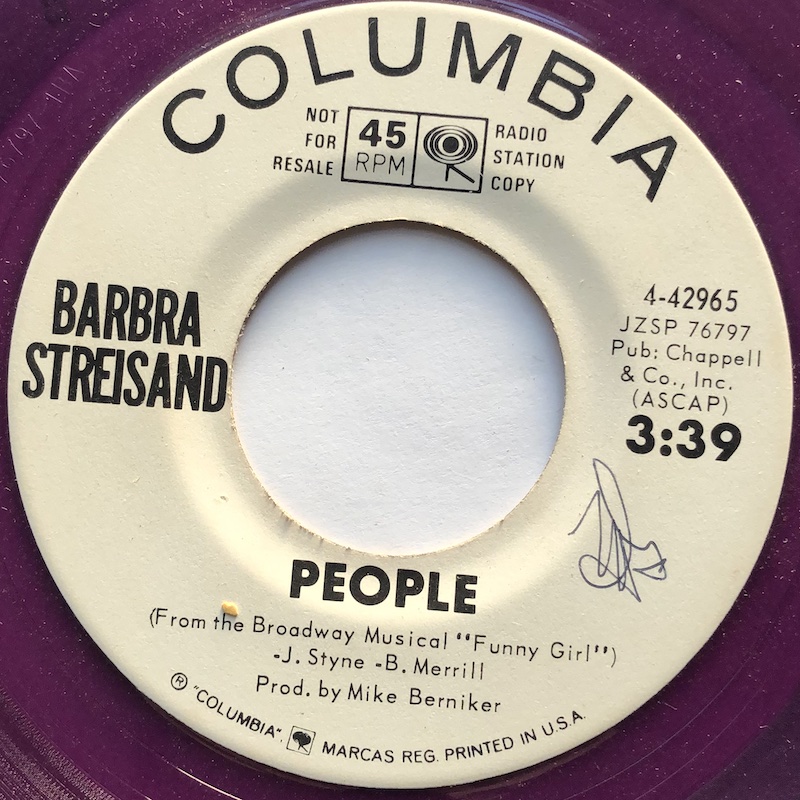 COLUMBIA
NOT
FOR
RESALE
45
RPM
RADIO
STATION
COPY
BARBRA
STREISAND
4-42965
JZSP 76797
Pub: Chappell
& Co., Inc.
(ASCAP)
3:39
PEOPLE
(From the Broadway Musical "Funny Girl")
-J. Styne -B. Merrill
Prod. by Mike Berniker
Ⓡ "COLUMBIA", MARCAS REG. PRINTED IN U.S.A.